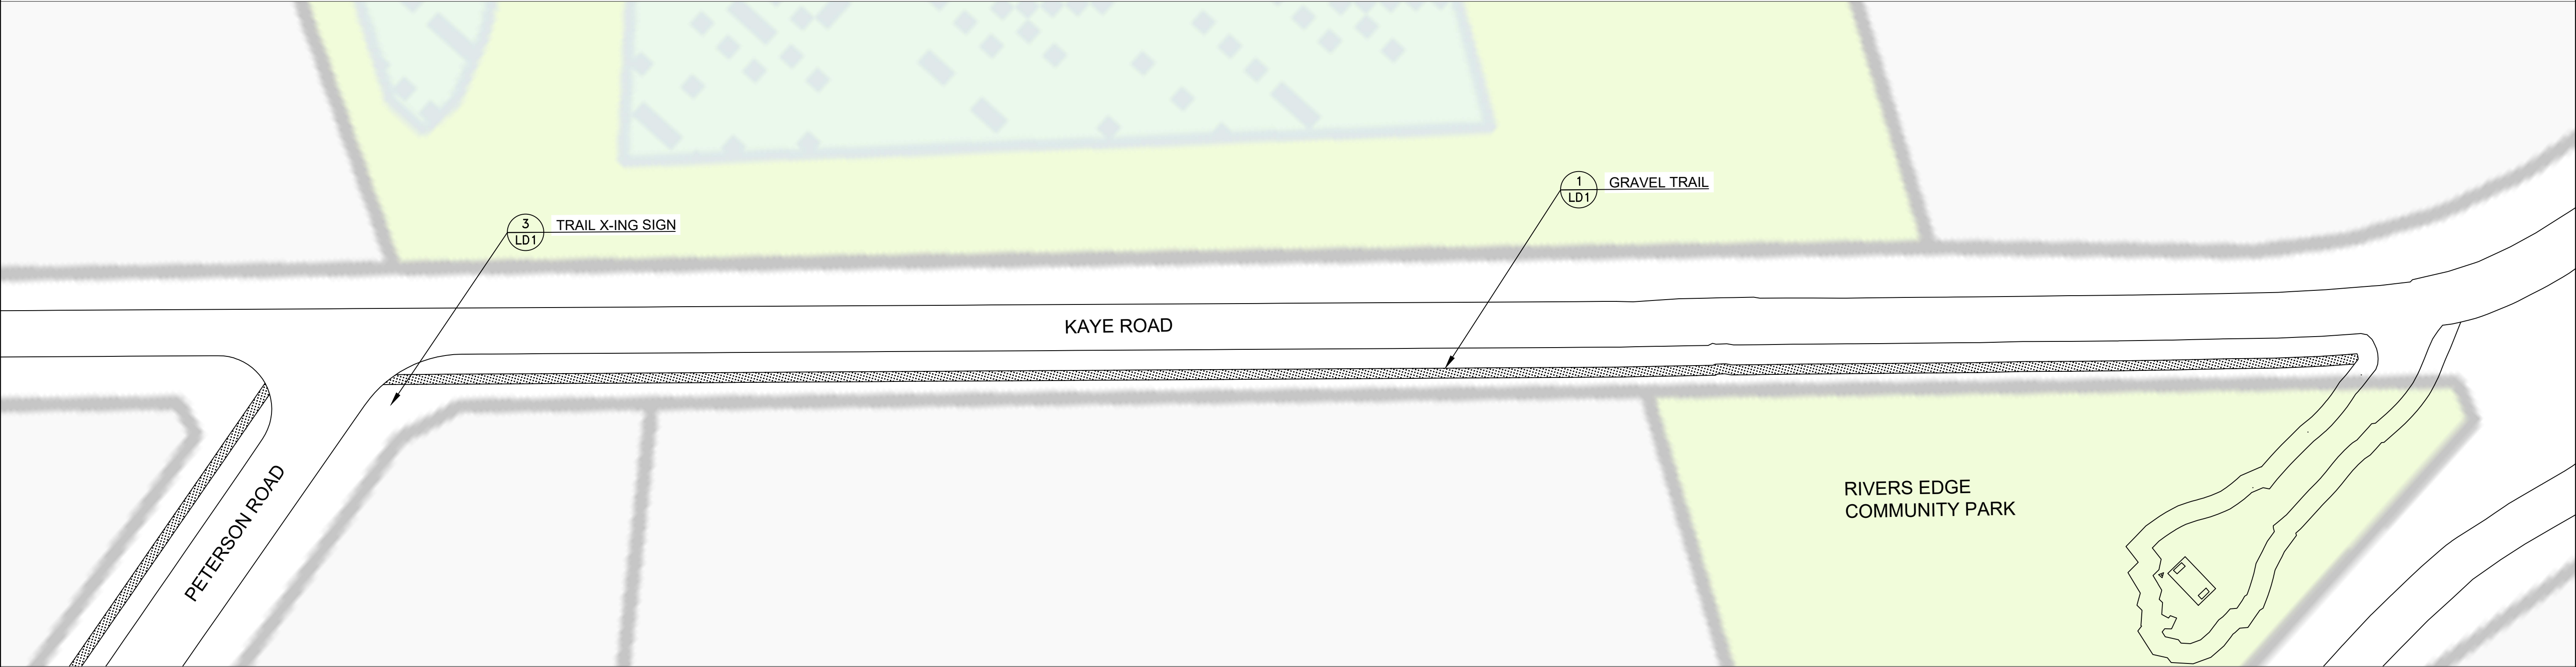 1
LD1
GRAVEL TRAIL
3
LD1
TRAIL X-ING SIGN
KAYE ROAD
PETERSON ROAD
RIVERS EDGE
COMMUNITY PARK